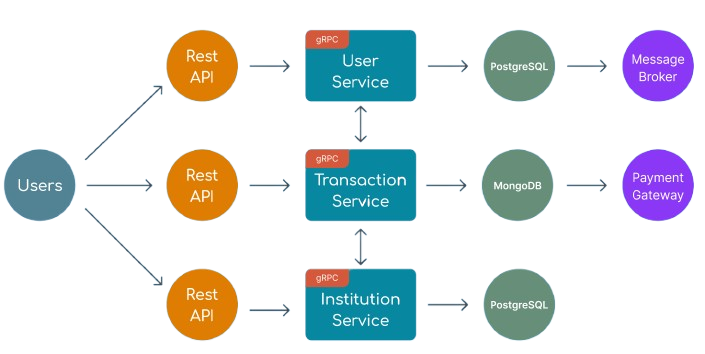 Rest
API
gRPC
User
Service
PostgreSQL
Message
Broker
Users
Rest
API
gRPC
Transaction
Service
MongoDB
Payment
Gateway
Rest
API
gRPC
Institution
Service
PostgreSQL